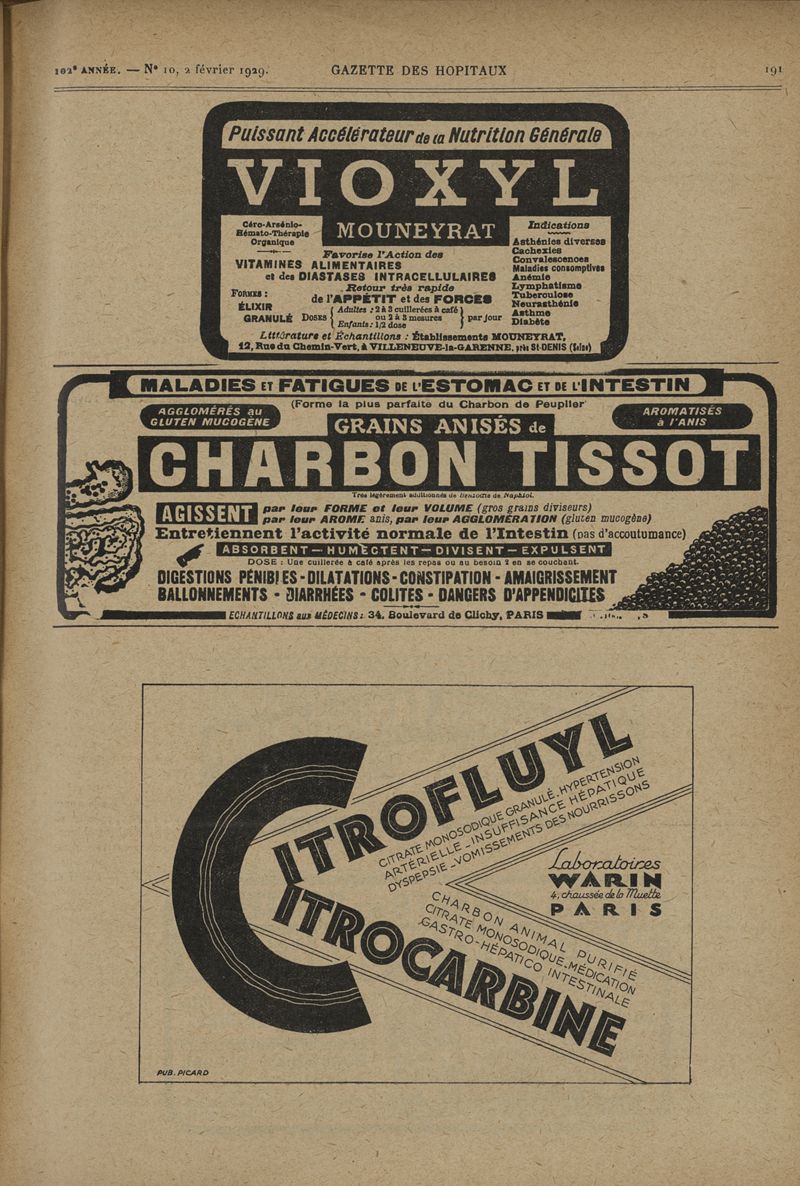 102e ANNÉE. — N° 10, 2 février 1929. GAZETTE DES HOPITAUX 191
Puissant Accélérateur de la Nutrition Générale
VIOXYL
MOUNEYRAT
Céro-Arsénio-
Hémato-Thérapie
Organique
Favorise l'Action des
VITAMINES ALIMENTAIRES
et des DIASTASES INTRACELLULAIRES
Retour très rapide
de l'APPÉTIT et des FORCES
FORMES :
ÉLIXIR
GRANULÉ
DOSES
Adultes : 2 à 3 cuillerées à café
ou 2 à 3 mesures
Enfants : 1/2 dose
par jour
Indications
Asthénies diverses
Cachexies
Convalescences
Maladies consomptives
Anémie
Lymphatisme
Tuberculose
Neurasthénie
Asthme
Diabète
Littérature et Échantillons : Établissements MOUNEYRAT,
12, Rue du Chemin-Vert, à VILLENEUVE-la-GARENNE, près St-DENIS (Seine)
MALADIES ET FATIGUES DE L'ESTOMAC ET DE L'INTESTIN
(Forme la plus parfaite du Charbon de Peuplier
AGGLOMÉRÉS au
GLUTEN MUCOGÈNE
AROMATISÉS
à l'ANIS
GRAINS ANISÉS de
CHARBON TISSOT
Très légèrement additionnés de Benzoate de Naphtol.
AGISSENT
par leur FORME et leur VOLUME (gros grains diviseurs)
par leur AROME anis, par leur AGGLOMÉRATION (gluten mucogène)
Entretiennent l'activité normale de l'Intestin (pas d'accoutumance)
ABSORBENT — HUMECTENT — DIVISENT — EXPULSENT
DOSE : Une cuillerée à café après les repas ou au besoin 2 en se couchant.
DIGESTIONS PÉNIBLES - DILATATIONS - CONSTIPATION - AMAIGRISSEMENT
BALLONNEMENTS - DIARRHÉES - COLITES - DANGERS D'APPENDICITES
ECHANTILLONS aux MÉDECINS : 34, Boulevard de Clichy, PARIS
CITROFLUYL
CITRATE MONOSODIQUE GRANULÉ - HYPERTENSION
ARTÉRIELLE - INSUFFISANCE HÉPATIQUE
DYSPEPSIE - VOMISSEMENTS DES NOURRISSONS
Laboratoires
WARIN
4, chaussée de la Muette
PARIS
CHARBON ANIMAL PURIFIÉ
CITRATE MONOSODIQUE - MÉDICATION
GASTRO-HÉPATICO INTESTINALE
CITROCARBINE
PUB. PICARD